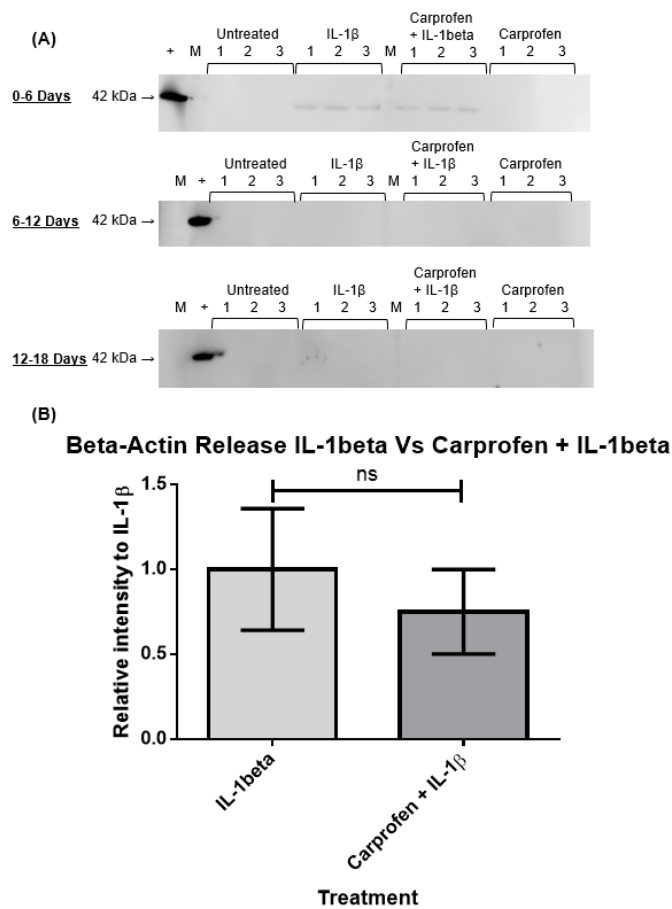 (A)
Untreated IL-1β Carprofen + IL-1beta Carprofen
+ M 1 2 3 1 2 3 M 1 2 3 1 2 3
0-6 Days 42 kDa →
Untreated IL-1β Carprofen + IL-1β Carprofen
M + 1 2 3 1 2 3 M 1 2 3 1 2 3
6-12 Days 42 kDa →
Untreated IL-1β Carprofen + IL-1β Carprofen
M + 1 2 3 1 2 3 M 1 2 3 1 2 3
12-18 Days 42 kDa →
(B)
Beta-Actin Release IL-1beta Vs Carprofen + IL-1beta
ns
Relative intensity to IL-1β
1.5
1.0
0.5
0.0
IL-1beta
Carprofen + IL-1β
Treatment